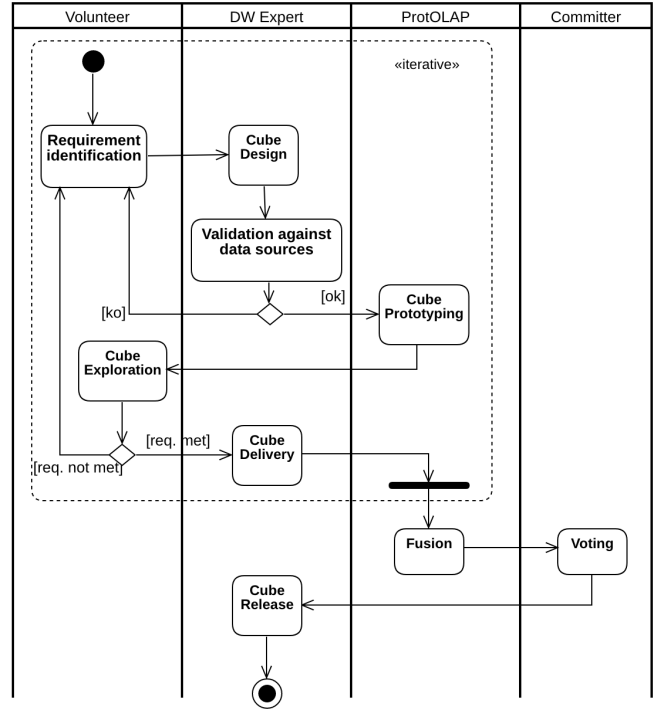 Volunteer
DW Expert
ProtOLAP
Committer
«iterative»
Requirement
identification
Cube
Design
Validation against
data sources
[ko]
[ok]
Cube
Prototyping
Cube
Exploration
[req. met]
[req. not met]
Cube
Delivery
Fusion
Voting
Cube
Release